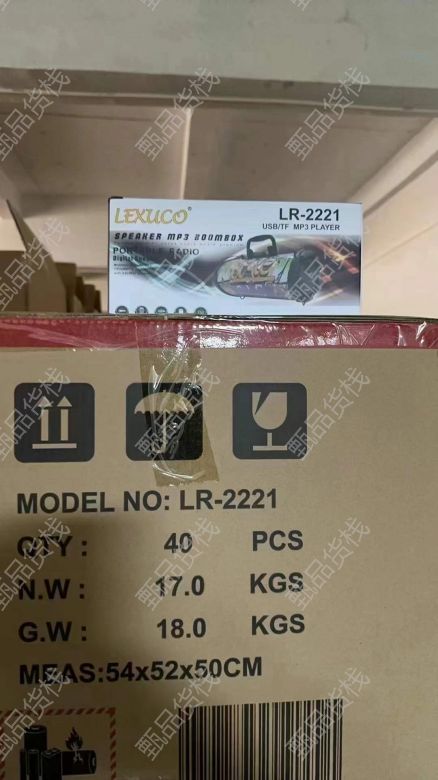 LEXUCO
LR-2221
USB/TF MP3 PLAYER
SPEAKER MP3 BOOMBOX
PORTABLE RADIO
MODEL NO: LR-2221
QTY : 40 PCS
N.W : 17.0 KGS
G.W : 18.0 KGS
MEAS:54x52x50CM
甄品货栈